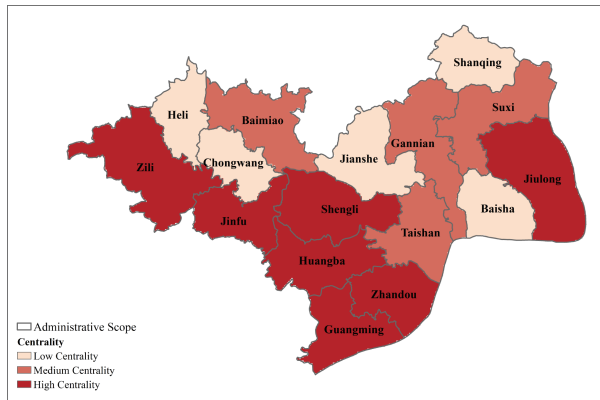 Shanqing
Suxi
Heli
Baimiao
Gannian
Chongwang
Jianshe
Zili
Jiulong
Shengli
Baisha
Jinfu
Taishan
Huangba
Zhandou
Guangming
Administrative Scope
Centrality
Low Centrality
Medium Centrality
High Centrality